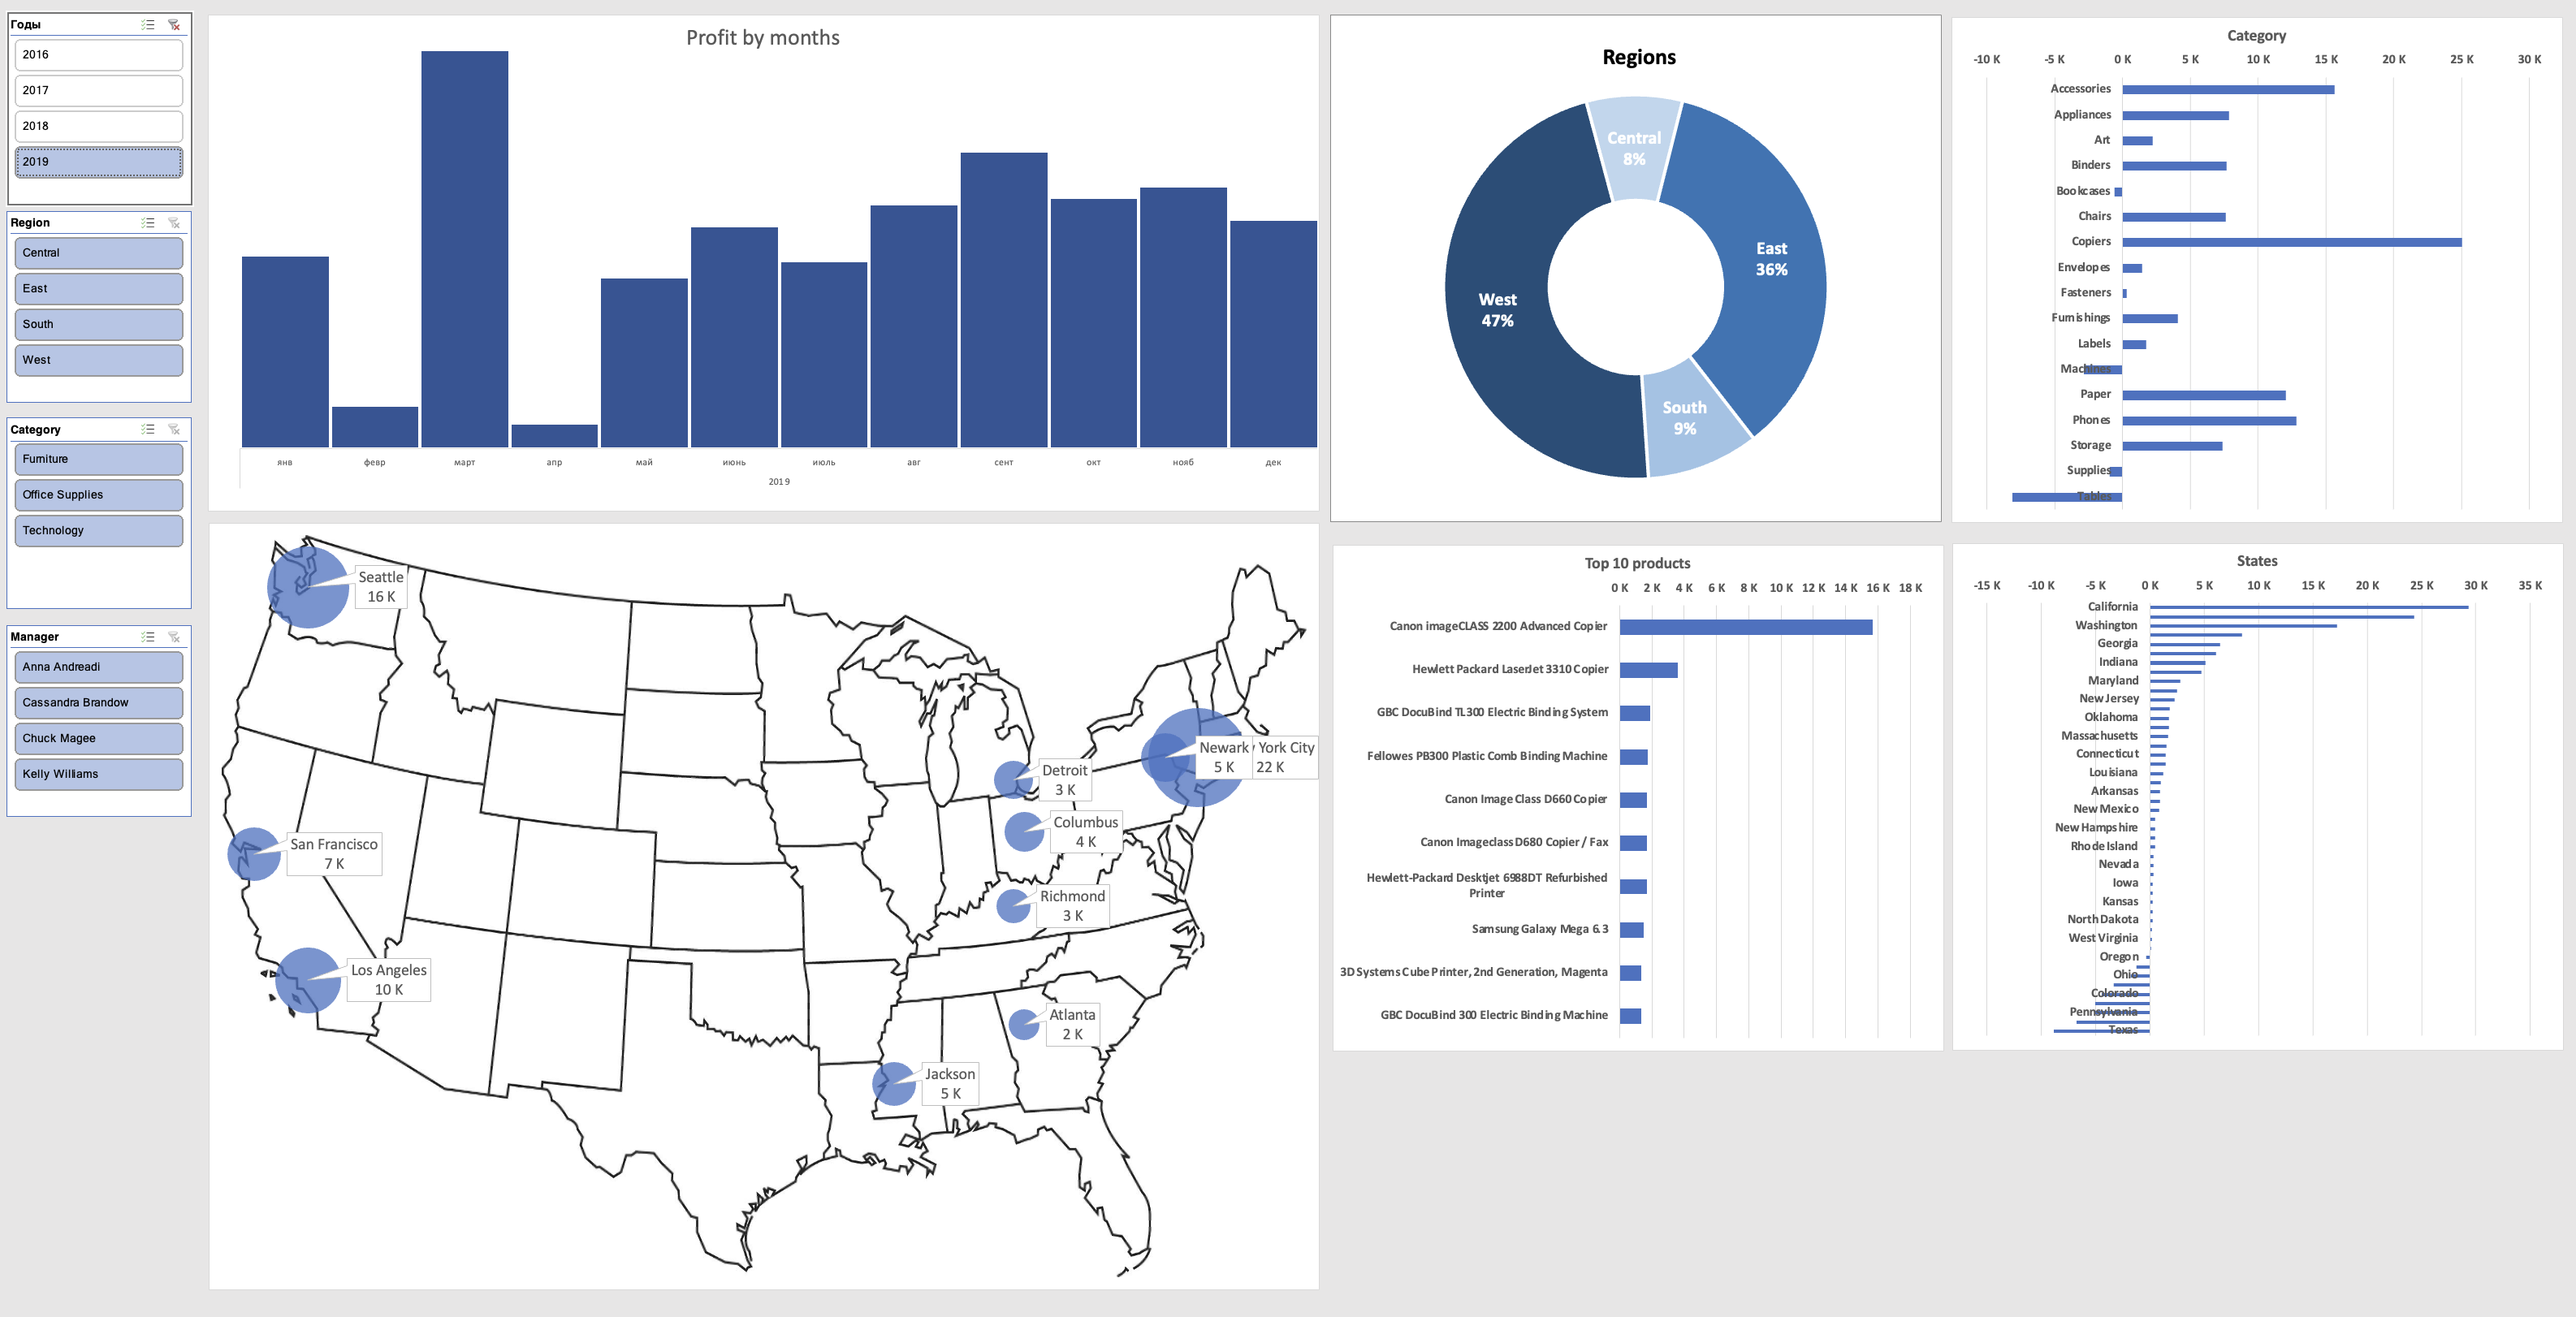 Годы
2016
2017
2018
2019
Region
Central
East
South
West
Category
Furniture
Office Supplies
Technology
Manager
Anna Andreadi
Cassandra Brandow
Chuck Magee
Kelly Williams
Profit by months
янв февр март апр май июнь июль авг сент окт нояб дек
2019
Regions
Central
8%
East
36%
South
9%
West
47%
Category
-10 K -5 K 0 K 5 K 10 K 15 K 20 K 25 K 30 K
Accessories
Appliances
Art
Binders
Bookcases
Chairs
Copiers
Envelopes
Fasteners
Furnishings
Labels
Machines
Paper
Phones
Storage
Supplies
Tables
Seattle
16 K
Newark
5 K
York City
22 K
Detroit
3 K
Columbus
4 K
San Francisco
7 K
Richmond
3 K
Los Angeles
10 K
Atlanta
2 K
Jackson
5 K
Top 10 products
0 K 2 K 4 K 6 K 8 K 10 K 12 K 14 K 16 K 18 K
Canon imageCLASS 2200 Advanced Copier
Hewlett Packard LaserJet 3310 Copier
GBC DocuBind TL300 Electric Binding System
Fellowes PB300 Plastic Comb Binding Machine
Canon Image Class D660 Copier
Canon Imageclass D680 Copier / Fax
Hewlett-Packard Desktjet 6988DT Refurbished
Printer
Samsung Galaxy Mega 6.3
3D Systems Cube Printer, 2nd Generation, Magenta
GBC DocuBind 300 Electric Binding Machine
States
-15 K -10 K -5 K 0 K 5 K 10 K 15 K 20 K 25 K 30 K 35 K
California
Washington
Georgia
Indiana
Maryland
New Jersey
Oklahoma
Massachusetts
Connecticut
Louisiana
Arkansas
New Mexico
New Hampshire
Rhode Island
Nevada
Iowa
Kansas
North Dakota
West Virginia
Oregon
Ohio
Colorado
Pennsylvania
Texas